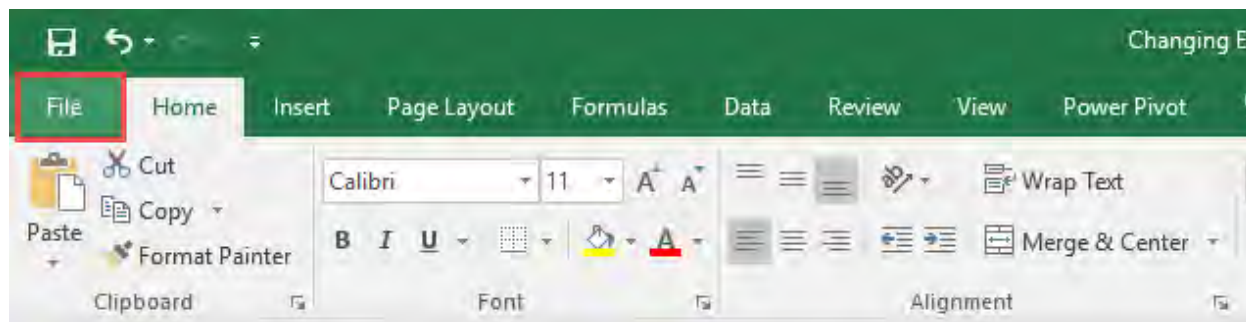 Changing E
File Home Insert Page Layout Formulas Data Review View Power Pivot
Cut
Calibri 11 A A Wrap Text
Copy
Paste B I U A Merge & Center
Format Painter
Clipboard Font Alignment